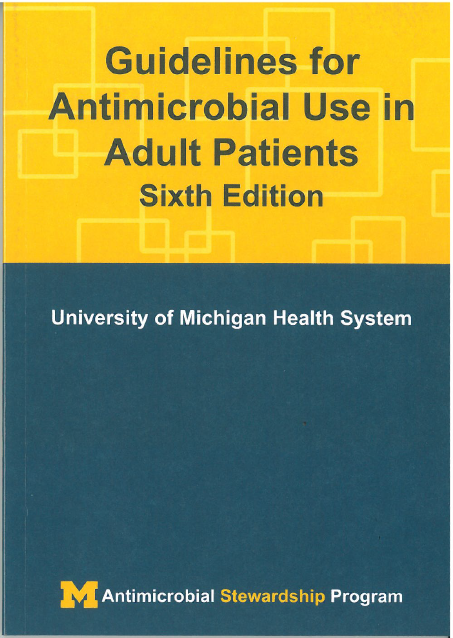 Guidelines for
Antimicrobial Use in
Adult Patients
Sixth Edition
University of Michigan Health System
M Antimicrobial Stewardship Program